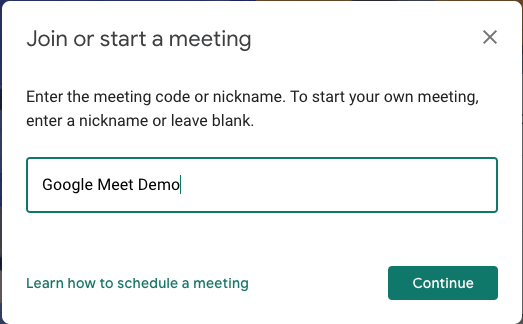 Join or start a meeting
Enter the meeting code or nickname. To start your own meeting,
enter a nickname or leave blank.
Google Meet Demo
Learn how to schedule a meeting
Continue